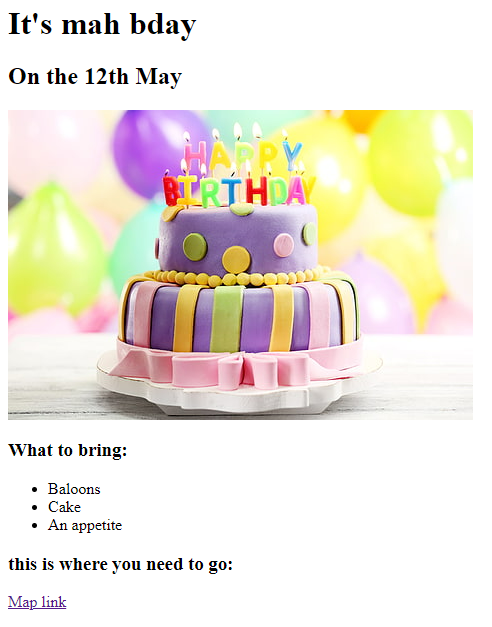 It's mah bday
On the 12th May
HAPPY
BIRTHDAY
What to bring:
Baloons
Cake
An appetite
this is where you need to go:
Map link